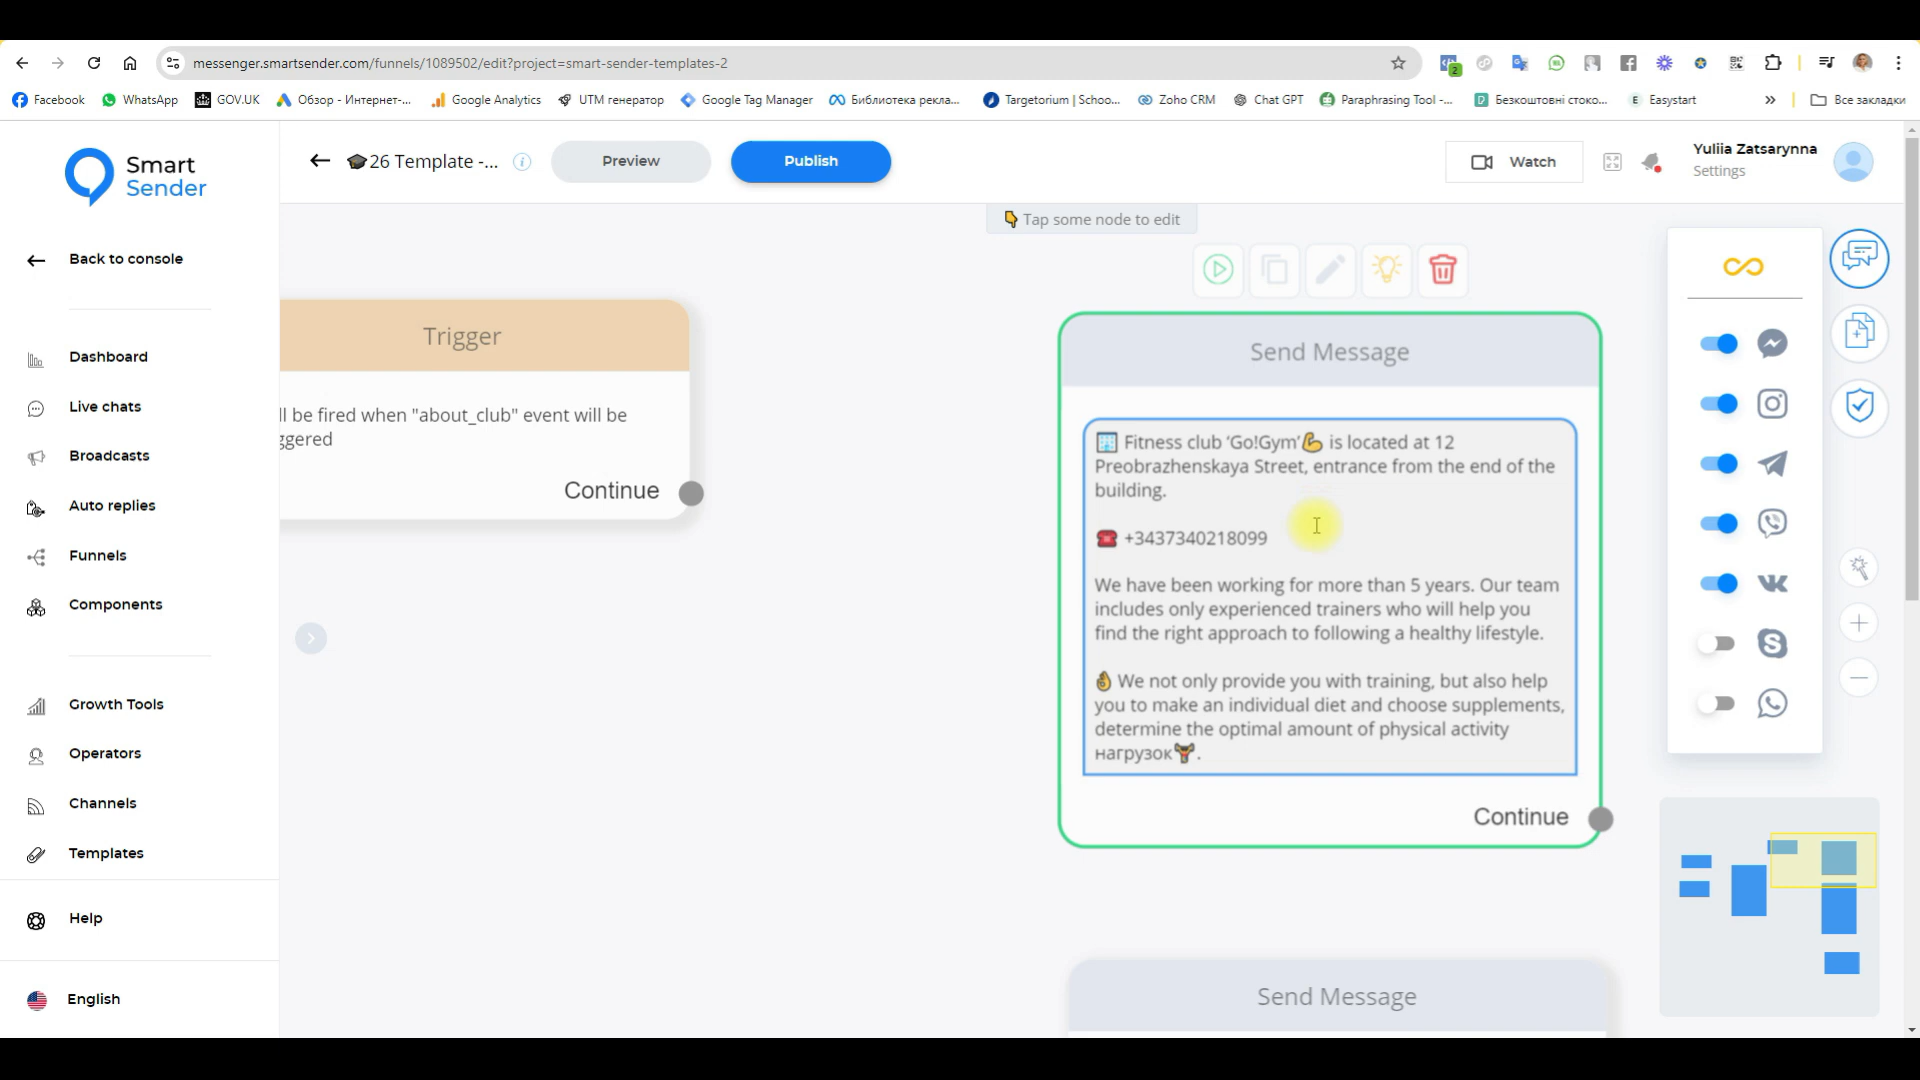 messenger.smartsender.com/funnels/1089502/edit?project=smart-sender-templates-2
2
Facebook
WhatsApp
GOV.UK
Обзор - Интернет-...
Google Analytics
UTM генератор
Google Tag Manager
Библиотека рекла...
Targetorium | Schoo...
Zoho CRM
Chat GPT
Paraphrasing Tool -...
Безкоштовні стоко...
E Easystart
Все закладки
Smart
Sender
26 Template -...
Preview
Publish
Watch
Yuliia Zatsarynna
Settings
Tap some node to edit
Back to console
Dashboard
Live chats
Broadcasts
Auto replies
Funnels
Components
Growth Tools
Operators
Channels
Templates
Help
English
Trigger
ll be fired when "about_club" event will be
ggered
Continue
Send Message
🏢 Fitness club ‘Go!Gym’💪 is located at 12
Preobrazhenskaya Street, entrance from the end of the
building.
☎️ +3437340218099
We have been working for more than 5 years. Our team
includes only experienced trainers who will help you
find the right approach to following a healthy lifestyle.
👌 We not only provide you with training, but also help
you to make an individual diet and choose supplements,
determine the optimal amount of physical activity
нагрузок🏋.
Continue
Send Message